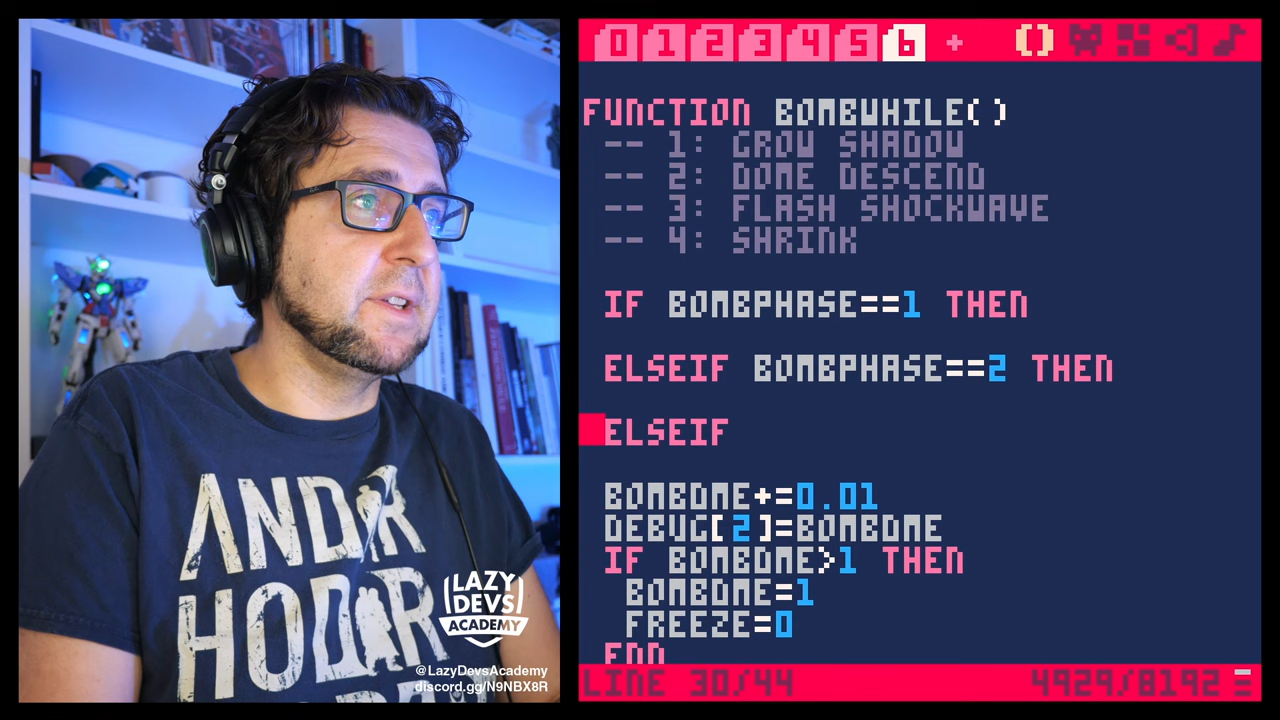 0 1 2 3 4 5 6 + ()
FUNCTION BOMBWHILE()
-- 1: GROW SHADOW
-- 2: DOME DESCEND
-- 3: FLASH SHOCKWAVE
-- 4: SHRINK
IF BOMBPHASE==1 THEN
ELSEIF BOMBPHASE==2 THEN
ELSEIF
BOMBDME+=0.01
DEBUG[2]=BOMBDME
IF BOMBDME>1 THEN
BOMBDME=1
FREEZE=0
END
LINE 30/44
4929/8192
AND
HODOR
LAZY
DEVS
ACADEMY
@LazyDevsAcademy
discord.gg/N9NBX8R